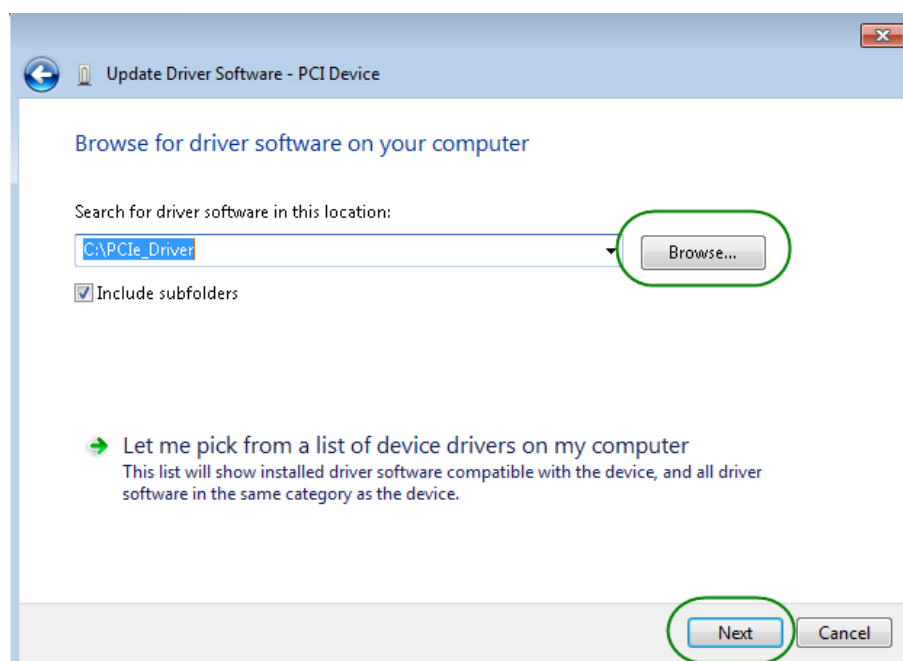 Update Driver Software - PCI Device
Browse for driver software on your computer
Search for driver software in this location:
C:\PCIe_Driver
Browse...
Include subfolders
Let me pick from a list of device drivers on my computer
This list will show installed driver software compatible with the device, and all driver
software in the same category as the device.
Next
Cancel